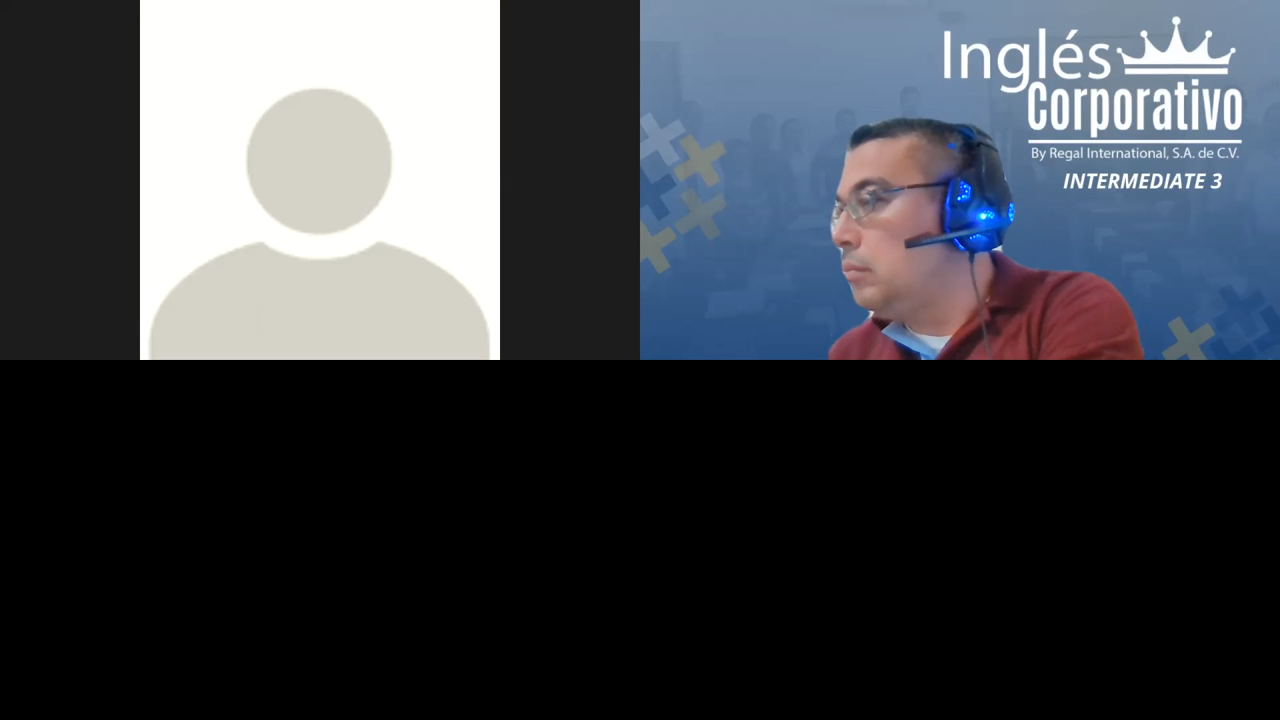 Inglés
Corporativo
By Regal International, S.A. de C.V.
INTERMEDIATE 3